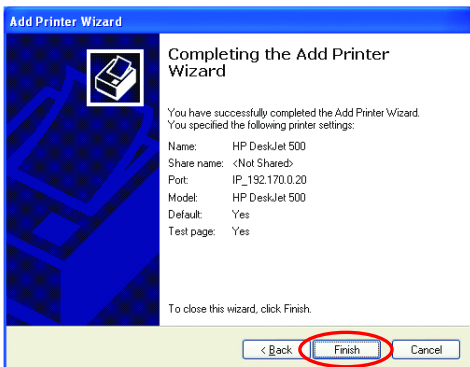 Add Printer Wizard
Completing the Add Printer
Wizard
You have successfully completed the Add Printer Wizard.
You specified the following printer settings:
Name: HP DeskJet 500
Share name: <Not Shared>
Port: IP_192.170.0.20
Model: HP DeskJet 500
Default: Yes
Test page: Yes
To close this wizard, click Finish.
< Back Finish Cancel